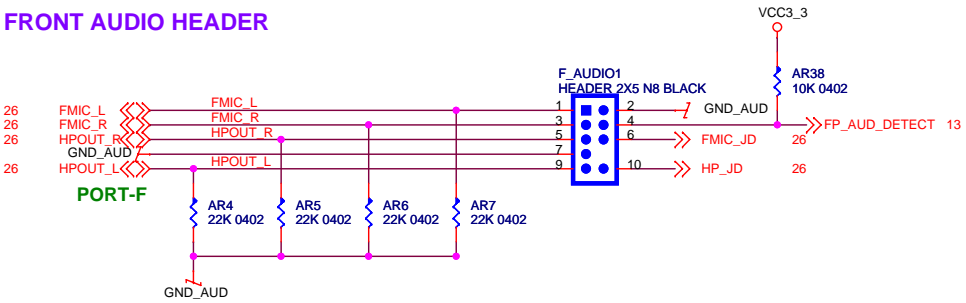 FRONT AUDIO HEADER
VCC3_3
F_AUDIO1
HEADER 2X5 N8 BLACK
AR38
10K 0402
26 FMIC_L FMIC_L 1 2 GND_AUD
26 FMIC_R FMIC_R 3 4 FP_AUD_DETECT 13
26 HPOUT_R HPOUT_R 5 6 FMIC_JD 26
GND_AUD 7
26 HPOUT_L HPOUT_L 9 10 HP_JD 26
PORT-F
AR4 AR5 AR6 AR7
22K 0402 22K 0402 22K 0402 22K 0402
GND_AUD